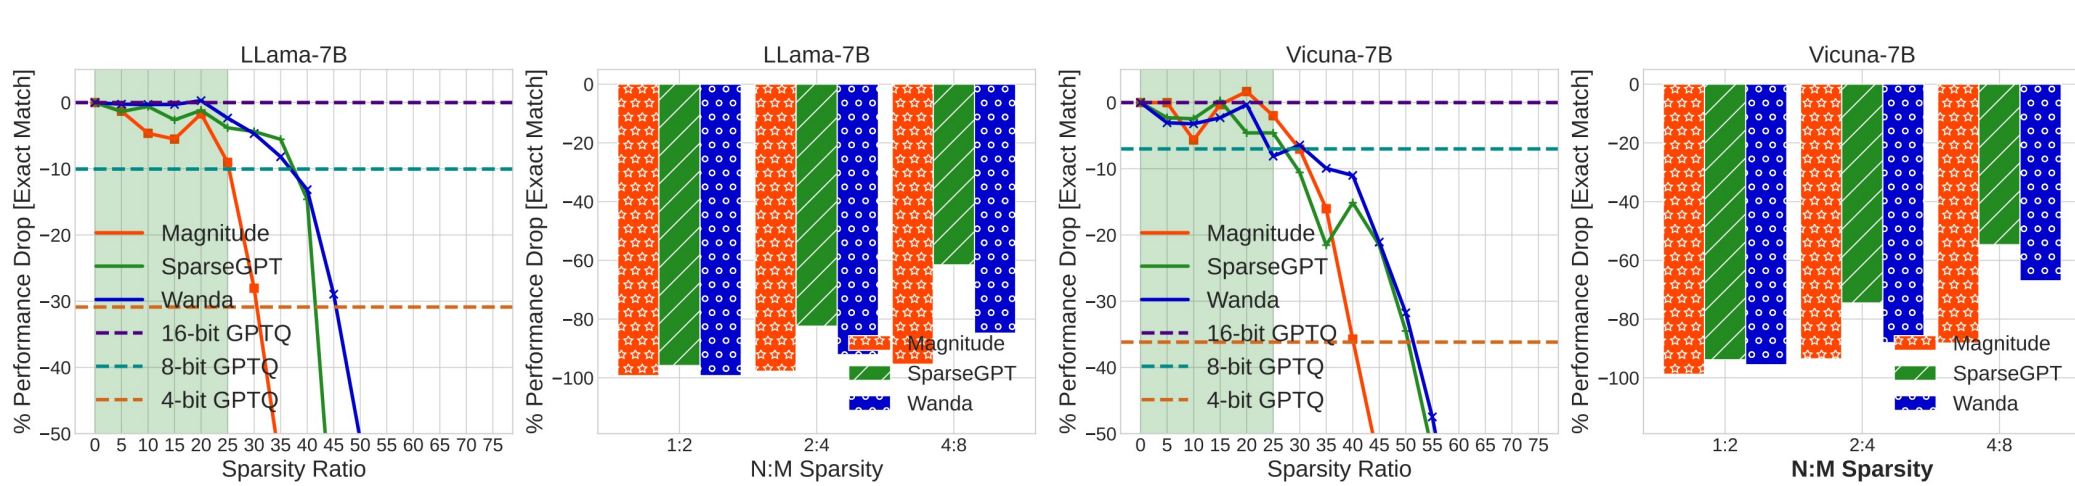 LLama-7B
% Performance Drop [Exact Match]
0
−10
−20
−30
−40
−50
Magnitude
SparseGPT
Wanda
16-bit GPTQ
8-bit GPTQ
4-bit GPTQ
0 5 10 15 20 25 30 35 40 45 50 55 60 65 70 75
Sparsity Ratio
LLama-7B
% Performance Drop [Exact Match]
0
−20
−40
−60
−80
−100
Magnitude
SparseGPT
Wanda
1:2 2:4 4:8
N:M Sparsity
Vicuna-7B
% Performance Drop [Exact Match]
0
−10
−20
−30
−40
−50
Magnitude
SparseGPT
Wanda
16-bit GPTQ
8-bit GPTQ
4-bit GPTQ
0 5 10 15 20 25 30 35 40 45 50 55 60 65 70 75
Sparsity Ratio
Vicuna-7B
% Performance Drop [Exact Match]
0
−20
−40
−60
−80
−100
Magnitude
SparseGPT
Wanda
1:2 2:4 4:8
N:M Sparsity